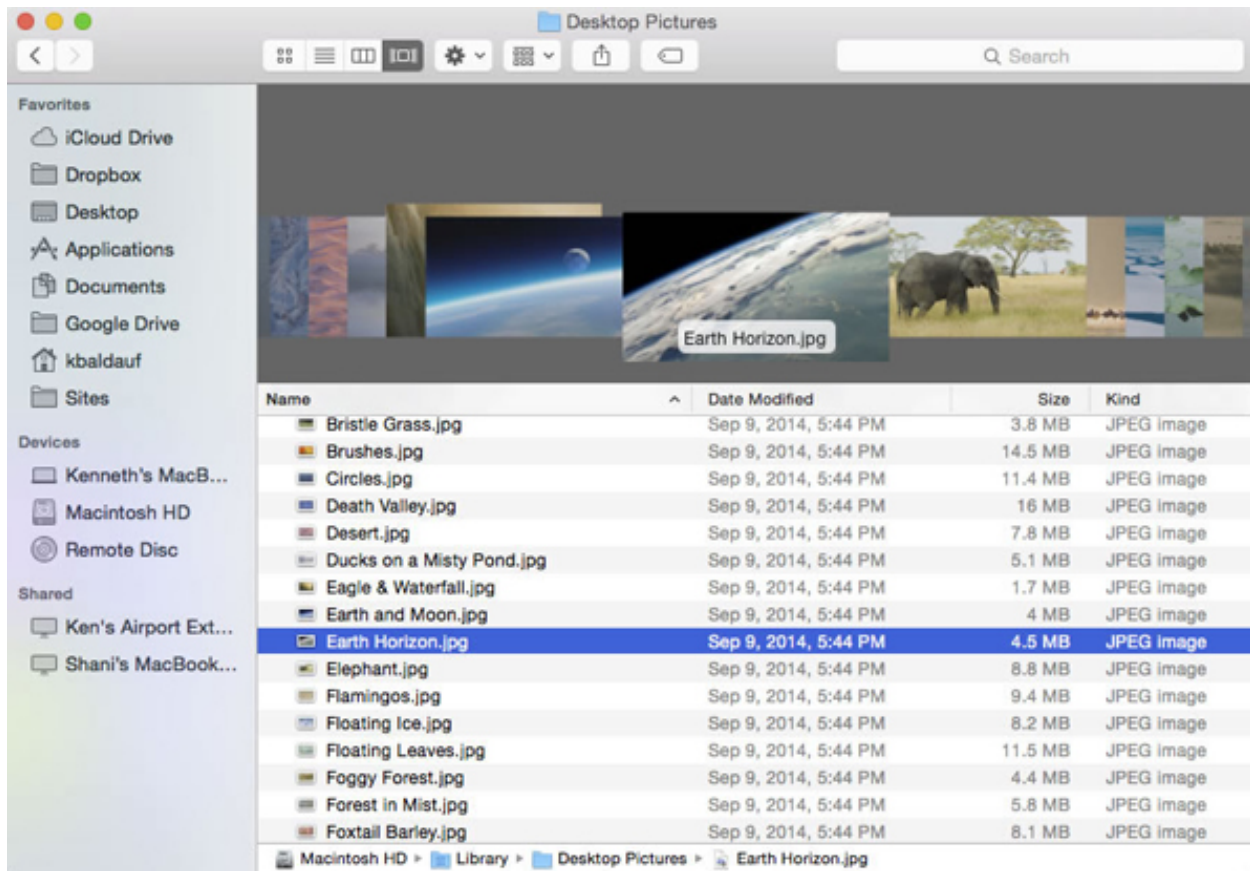 Desktop Pictures
Search
Favorites
iCloud Drive
Dropbox
Desktop
Applications
Documents
Google Drive
kbaldauf
Sites
Devices
Kenneth's MacB...
Macintosh HD
Remote Disc
Shared
Ken's Airport Ext...
Shani's MacBook...
Earth Horizon.jpg
Name Date Modified Size Kind
Bristle Grass.jpg Sep 9, 2014, 5:44 PM 3.8 MB JPEG image
Brushes.jpg Sep 9, 2014, 5:44 PM 14.5 MB JPEG image
Circles.jpg Sep 9, 2014, 5:44 PM 11.4 MB JPEG image
Death Valley.jpg Sep 9, 2014, 5:44 PM 16 MB JPEG image
Desert.jpg Sep 9, 2014, 5:44 PM 7.8 MB JPEG image
Ducks on a Misty Pond.jpg Sep 9, 2014, 5:44 PM 5.1 MB JPEG image
Eagle & Waterfall.jpg Sep 9, 2014, 5:44 PM 1.7 MB JPEG image
Earth and Moon.jpg Sep 9, 2014, 5:44 PM 4 MB JPEG image
Earth Horizon.jpg Sep 9, 2014, 5:44 PM 4.5 MB JPEG image
Elephant.jpg Sep 9, 2014, 5:44 PM 8.8 MB JPEG image
Flamingos.jpg Sep 9, 2014, 5:44 PM 9.4 MB JPEG image
Floating Ice.jpg Sep 9, 2014, 5:44 PM 8.2 MB JPEG image
Floating Leaves.jpg Sep 9, 2014, 5:44 PM 11.5 MB JPEG image
Foggy Forest.jpg Sep 9, 2014, 5:44 PM 4.4 MB JPEG image
Forest in Mist.jpg Sep 9, 2014, 5:44 PM 5.8 MB JPEG image
Foxtail Barley.jpg Sep 9, 2014, 5:44 PM 8.1 MB JPEG image
Macintosh HD ▸ Library ▸ Desktop Pictures ▸ Earth Horizon.jpg